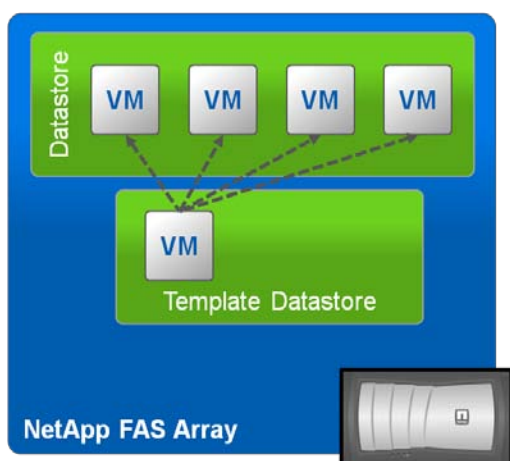 Datastore
VM
VM
VM
VM
VM
Template Datastore
NetApp FAS Array